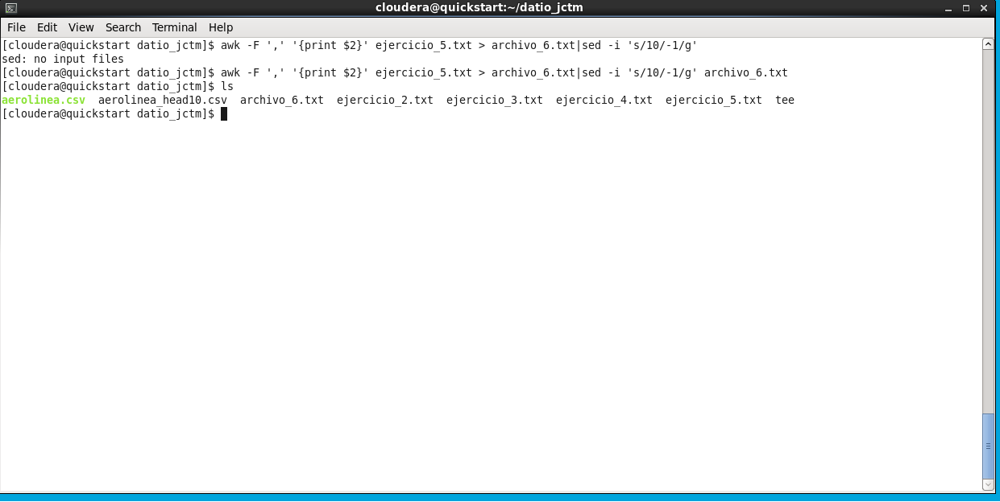 cloudera@quickstart:~/datio_jctm
File Edit View Search Terminal Help
[cloudera@quickstart datio_jctm]$ awk -F ',' '{print $2}' ejercicio_5.txt > archivo_6.txt|sed -i 's/10/-1/g'
sed: no input files
[cloudera@quickstart datio_jctm]$ awk -F ',' '{print $2}' ejercicio_5.txt > archivo_6.txt|sed -i 's/10/-1/g' archivo_6.txt
[cloudera@quickstart datio_jctm]$ ls
aerolinea.csv aerolinea_head10.csv archivo_6.txt ejercicio_2.txt ejercicio_3.txt ejercicio_4.txt ejercicio_5.txt tee
[cloudera@quickstart datio_jctm]$